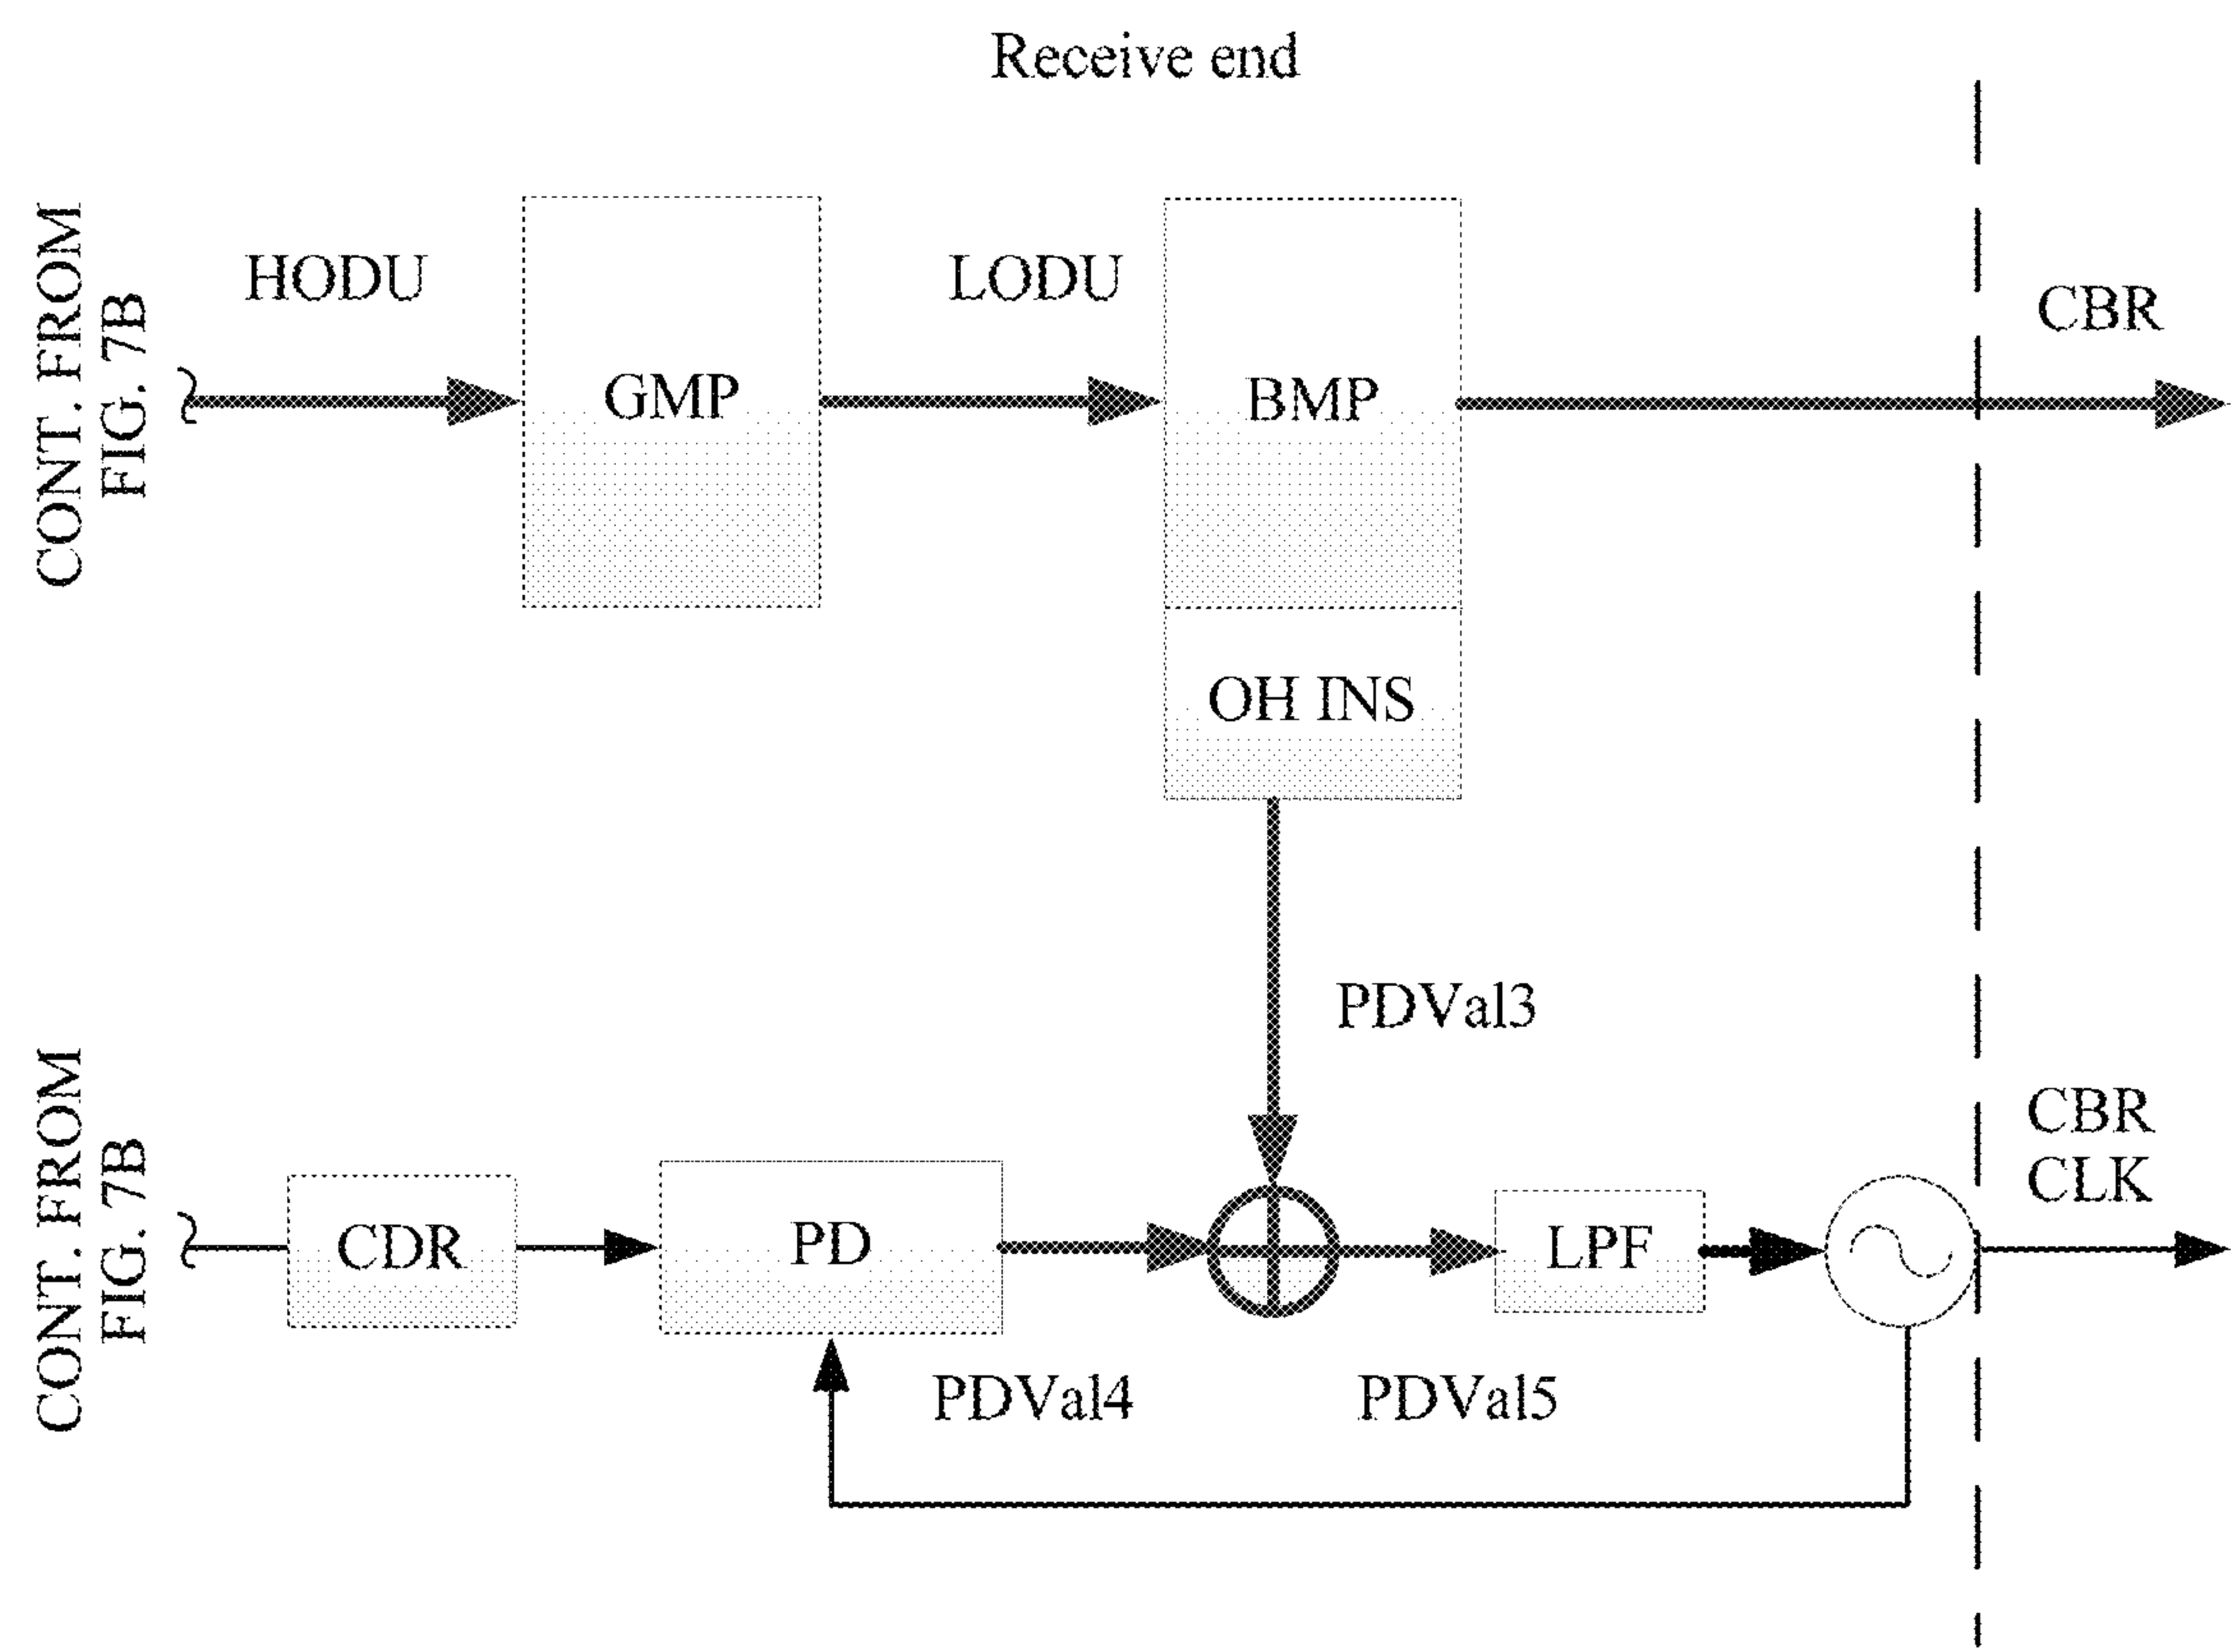 Receive end
CONT. FROM
FIG. 7B
HODU
GMP
LODU
BMP
CBR
OH INS
PDVal3
CONT. FROM
FIG. 7B
CDR
PD
LPF
CBR
CLK
PDVal4
PDVal5